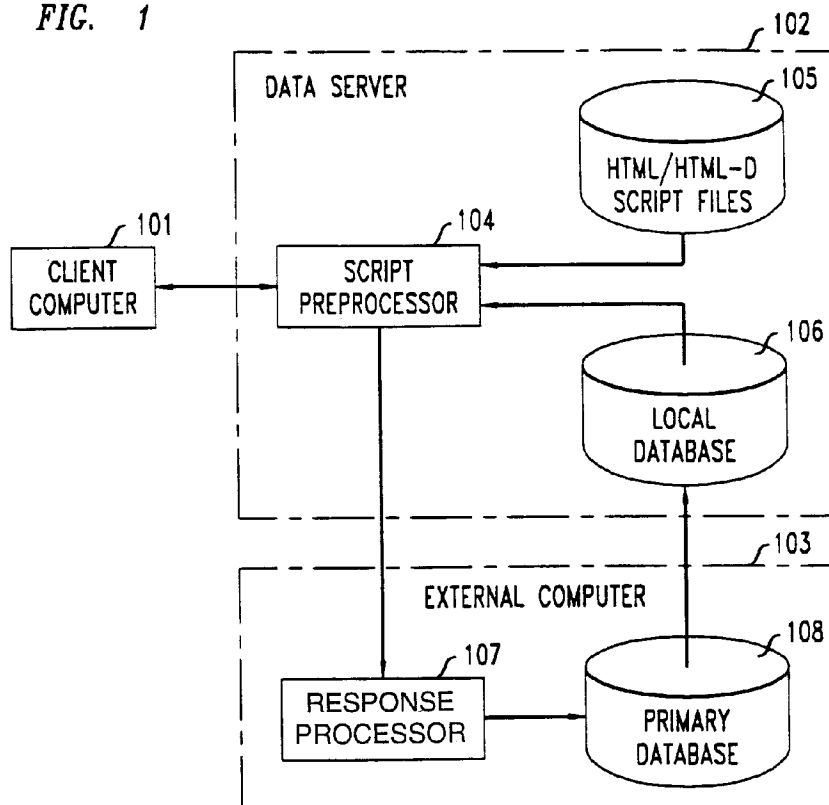 FIG. 1
102
DATA SERVER
105
HTML/HTML-D
SCRIPT FILES
101
CLIENT
COMPUTER
104
SCRIPT
PREPROCESSOR
106
LOCAL
DATABASE
103
EXTERNAL COMPUTER
107
RESPONSE
PROCESSOR
108
PRIMARY
DATABASE